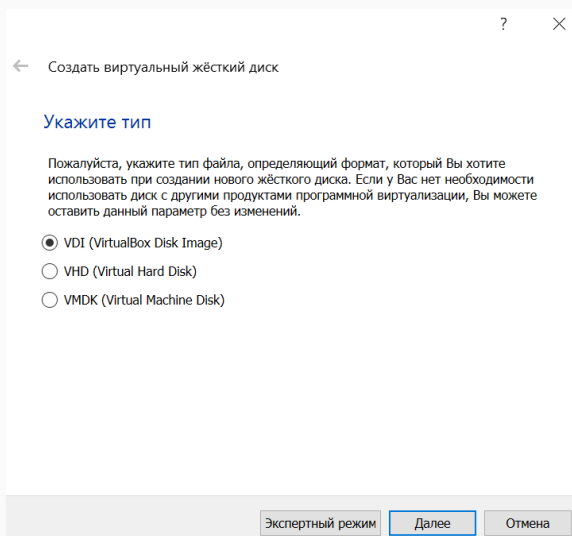 ?
Создать виртуальный жёсткий диск
Укажите тип
Пожалуйста, укажите тип файла, определяющий формат, который Вы хотите
использовать при создании нового жёсткого диска. Если у Вас нет необходимости
использовать диск с другими продуктами программной виртуализации, Вы можете
оставить данный параметр без изменений.
VDI (VirtualBox Disk Image)
VHD (Virtual Hard Disk)
VMDK (Virtual Machine Disk)
Экспертный режим Далее Отмена